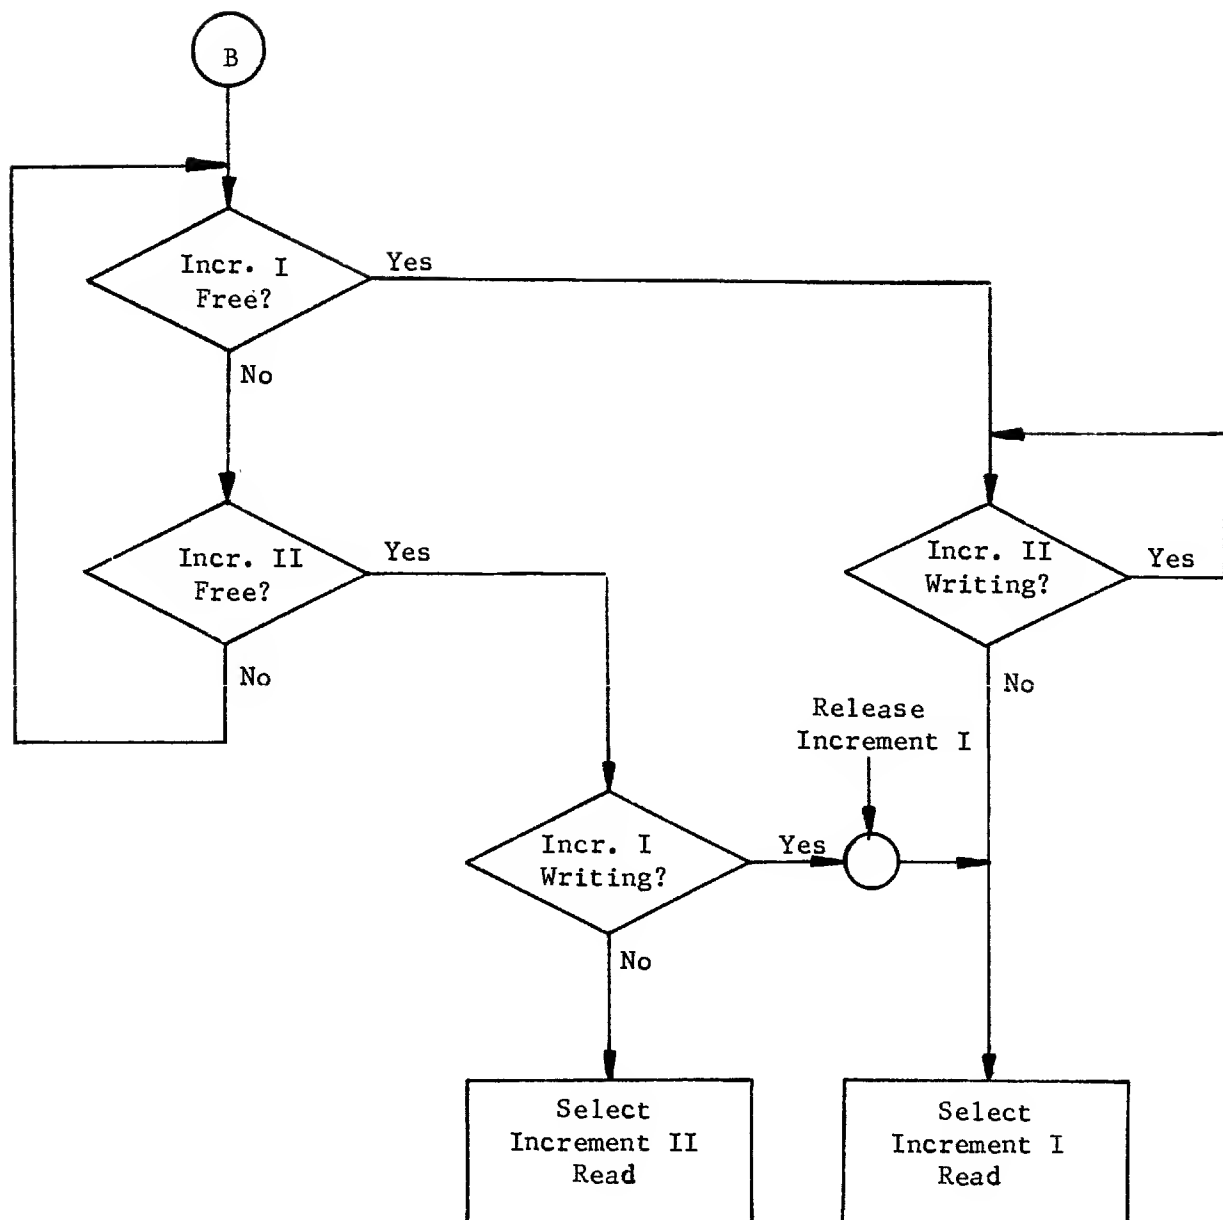 B
Incr. I
Free?
Yes
No
Incr. II
Free?
Yes
No
Incr. II
Writing?
Yes
No
Release
Increment I
Incr. I
Writing?
Yes
No
Select
Increment II
Read
Select
Increment I
Read